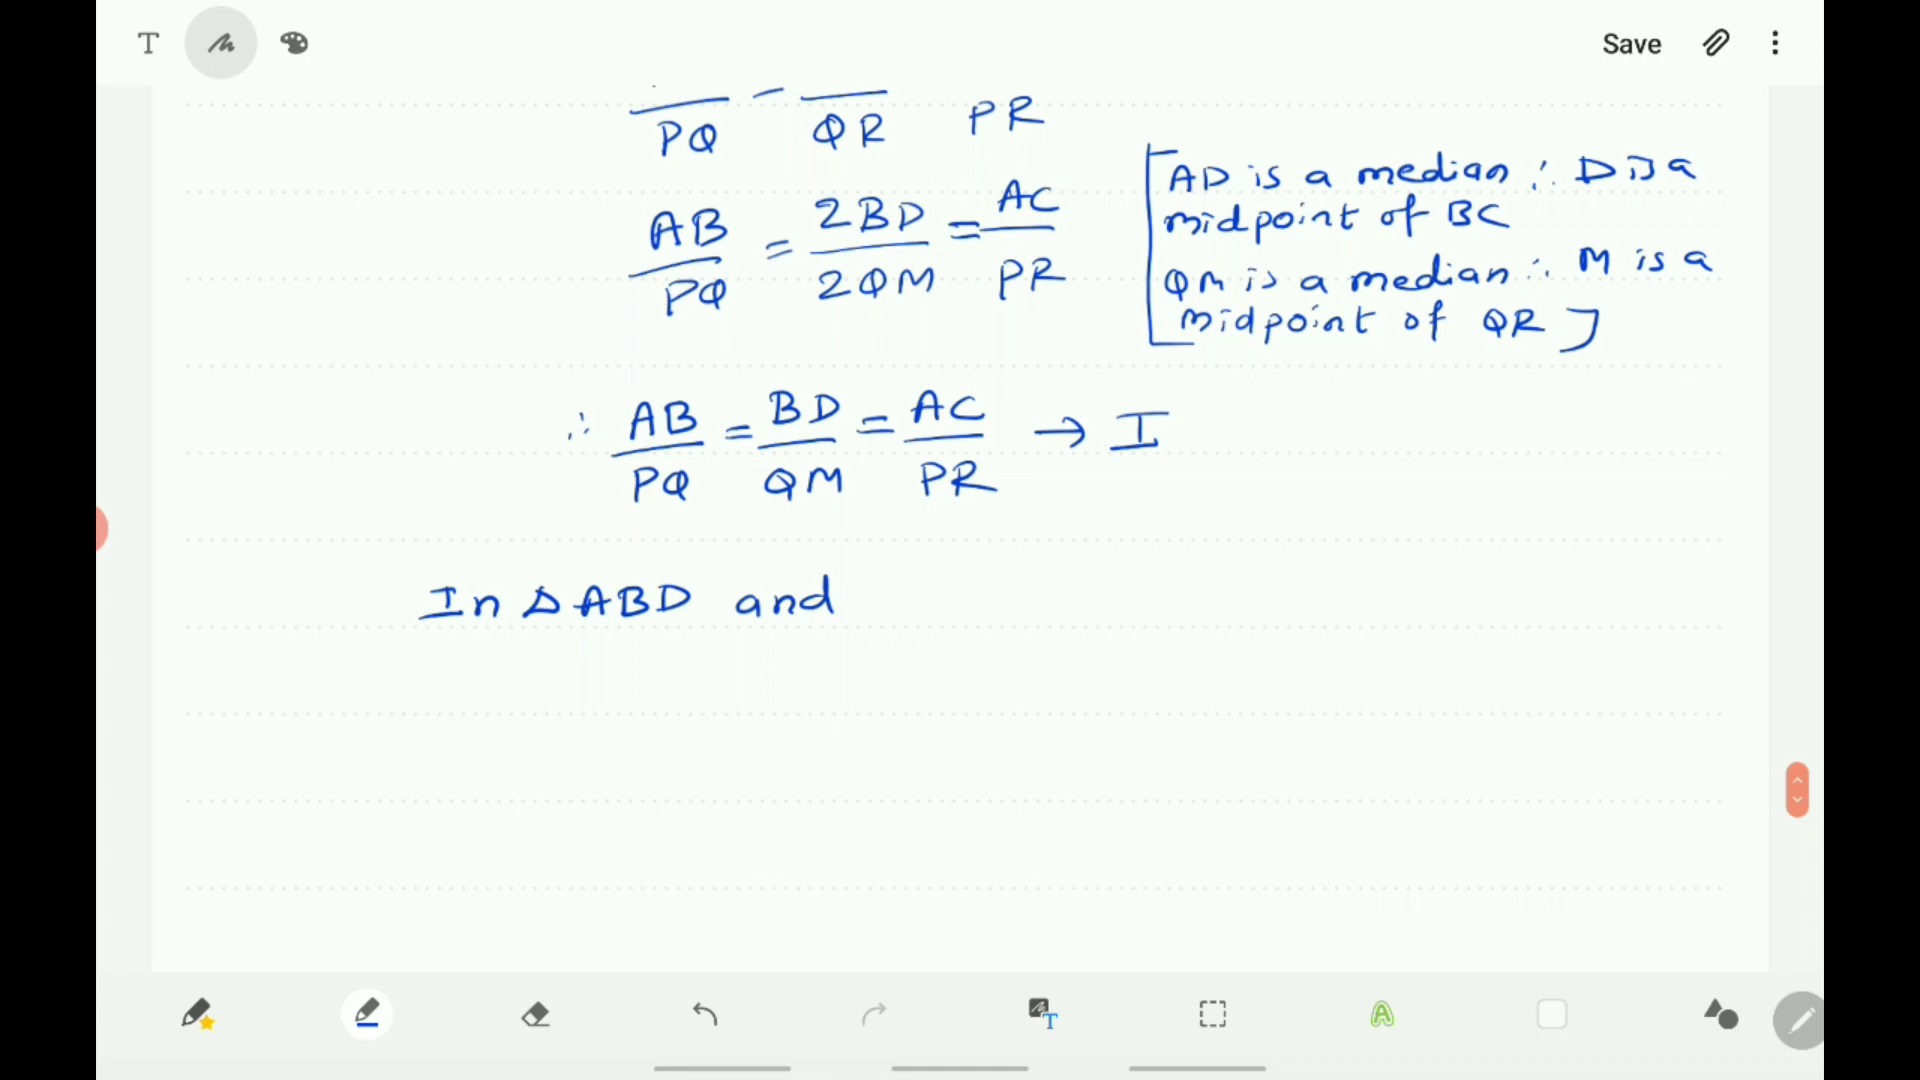 Save
PQ QR PR
AB/PQ = 2BD/2QM = AC/PR
[AD is a median ∴ D is a
midpoint of BC
QM is a median ∴ M is a
midpoint of QR]
∴ AB/PQ = BD/QM = AC/PR → I
In △ABD and